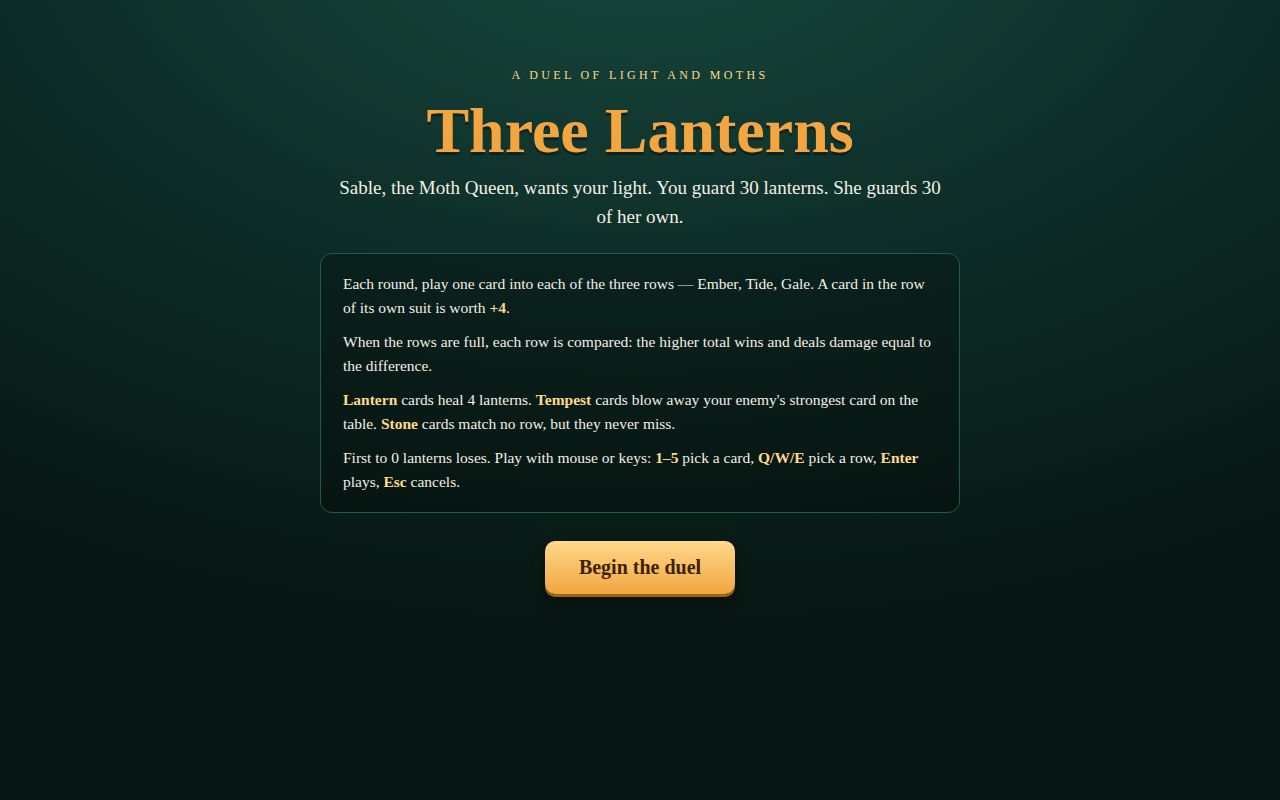 A DUEL OF LIGHT AND MOTHS
Three Lanterns
Sable, the Moth Queen, wants your light. You guard 30 lanterns. She guards 30
of her own.
Each round, play one card into each of the three rows — Ember, Tide, Gale. A card in the row
of its own suit is worth +4.
When the rows are full, each row is compared: the higher total wins and deals damage equal to
the difference.
Lantern cards heal 4 lanterns. Tempest cards blow away your enemy's strongest card on the
table. Stone cards match no row, but they never miss.
First to 0 lanterns loses. Play with mouse or keys: 1–5 pick a card, Q/W/E pick a row, Enter
plays, Esc cancels.
Begin the duel